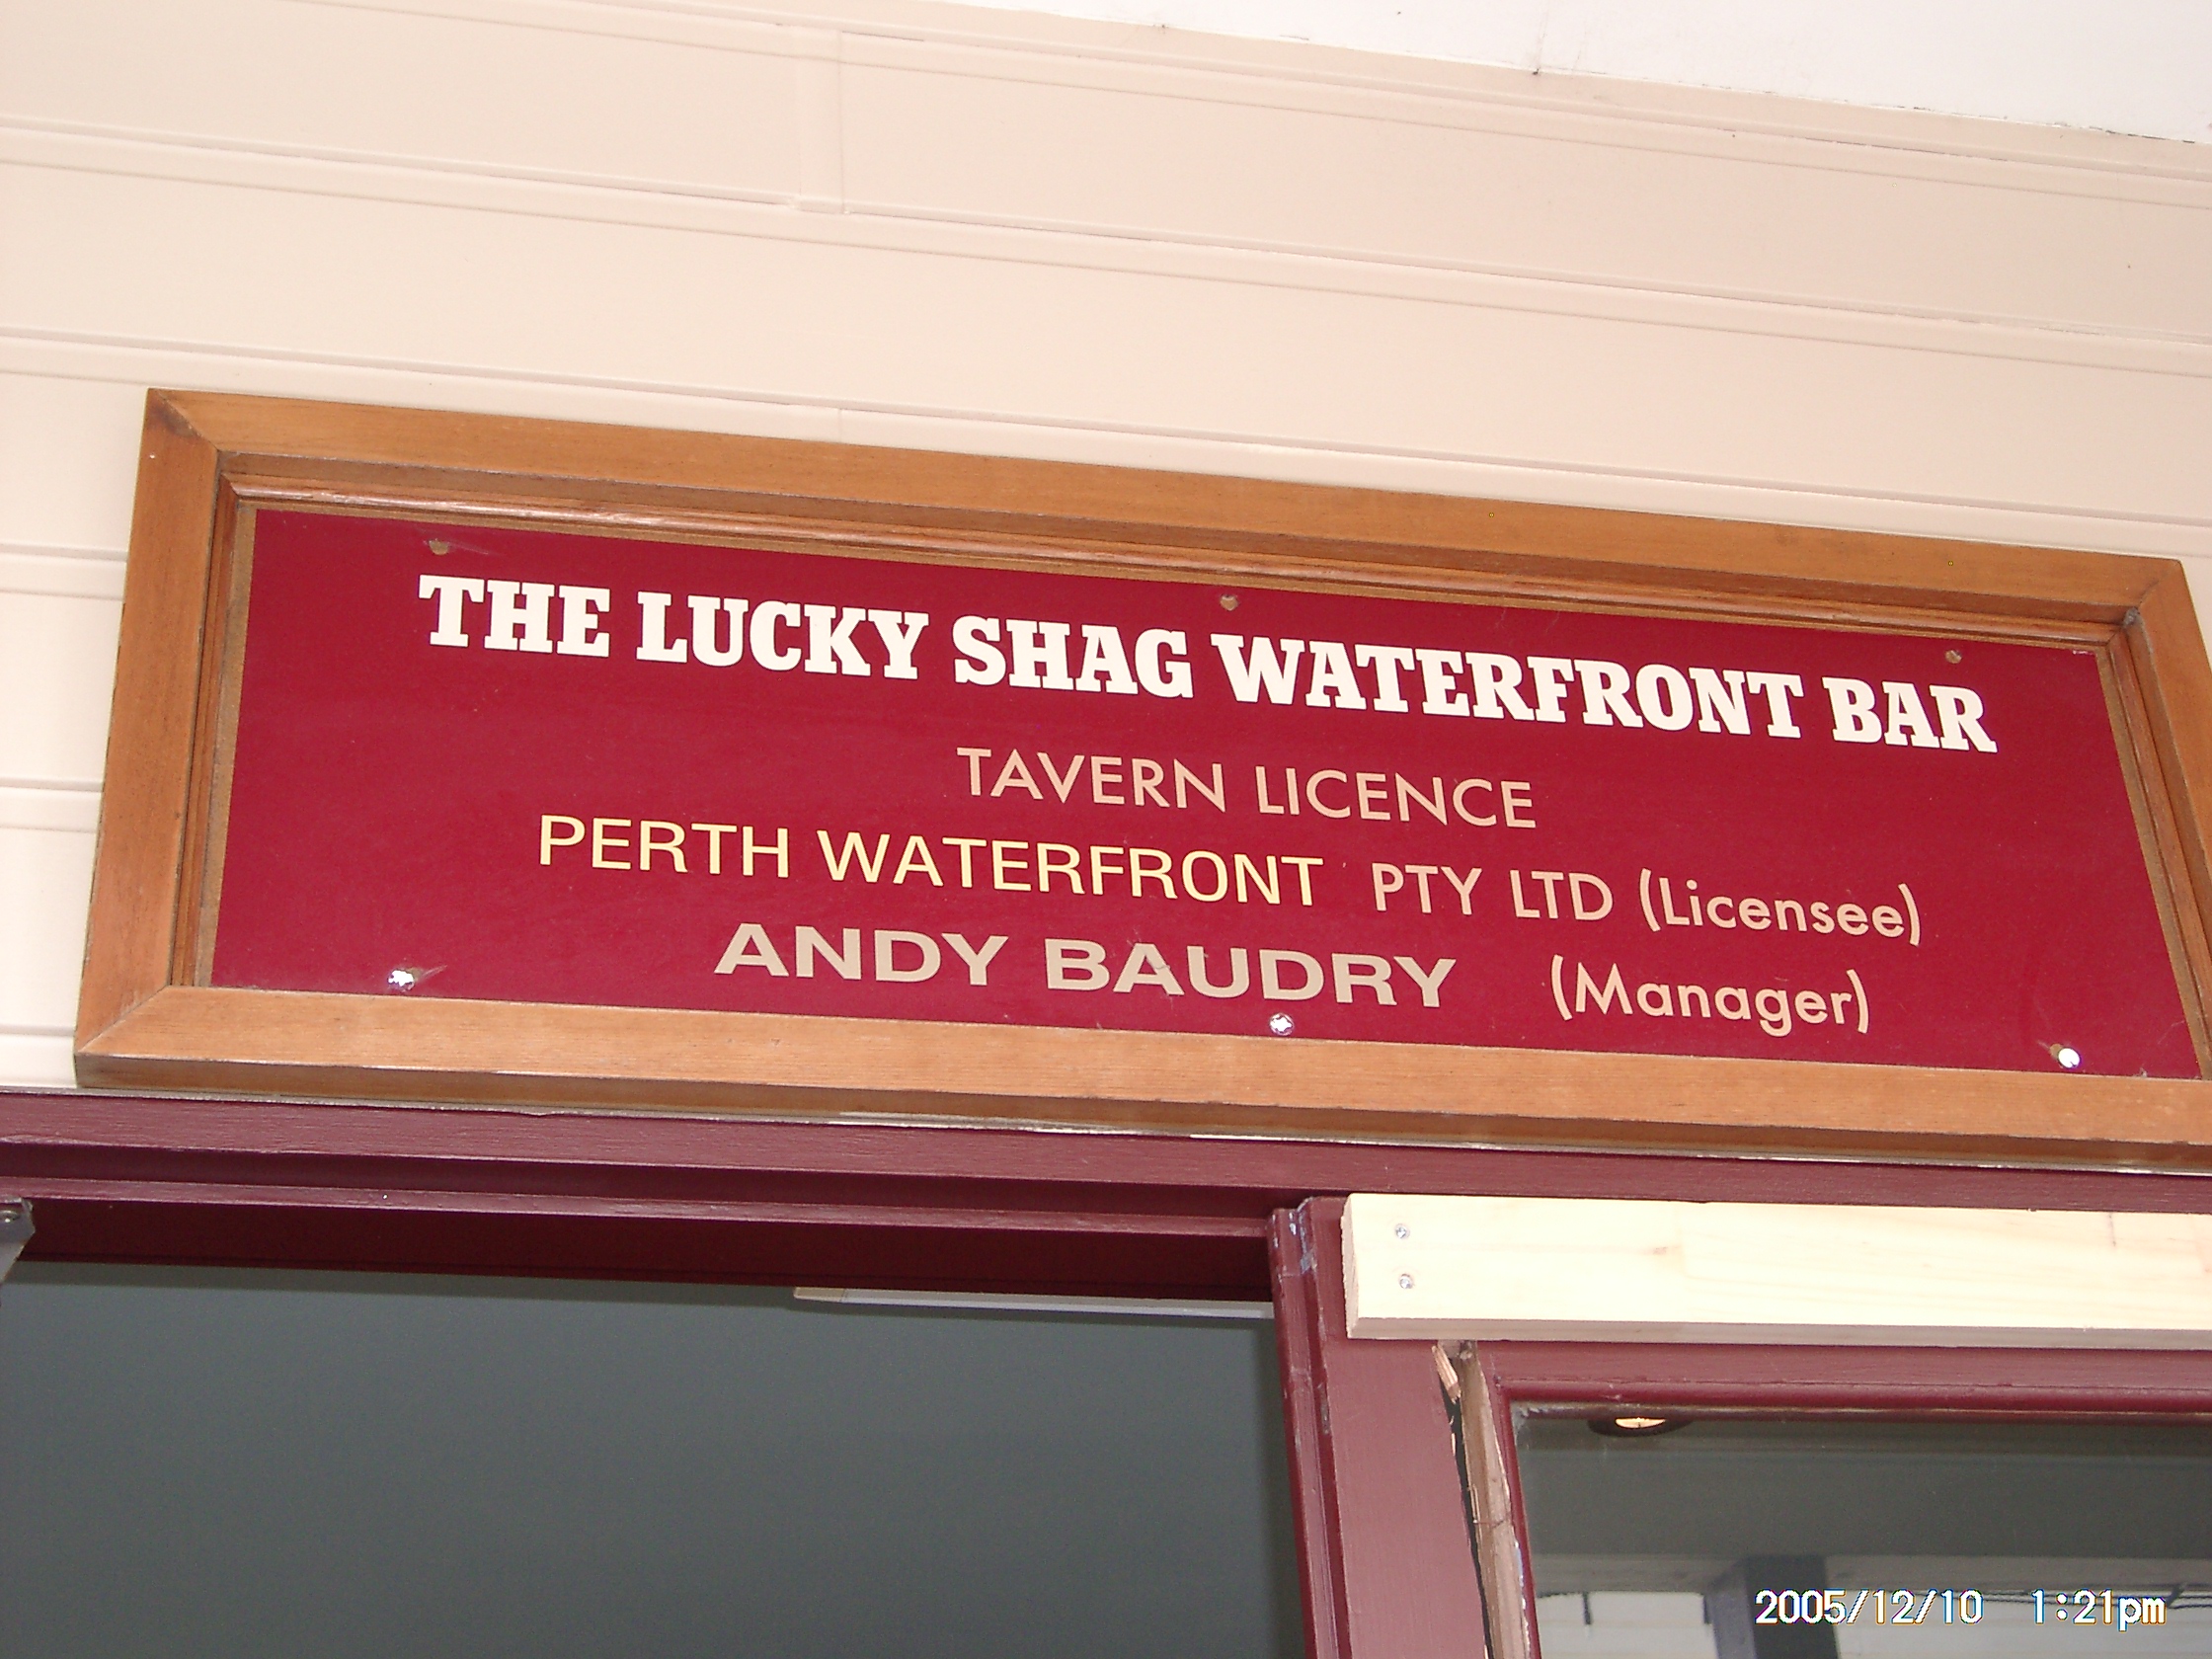 THE LUCKY SHAG WATERFRONT BAR
TAVERN LICENCE
PERTH WATERFRONT PTY LTD (Licensee)
ANDY BAUDRY (Manager)
2005/12/10 1:21pm